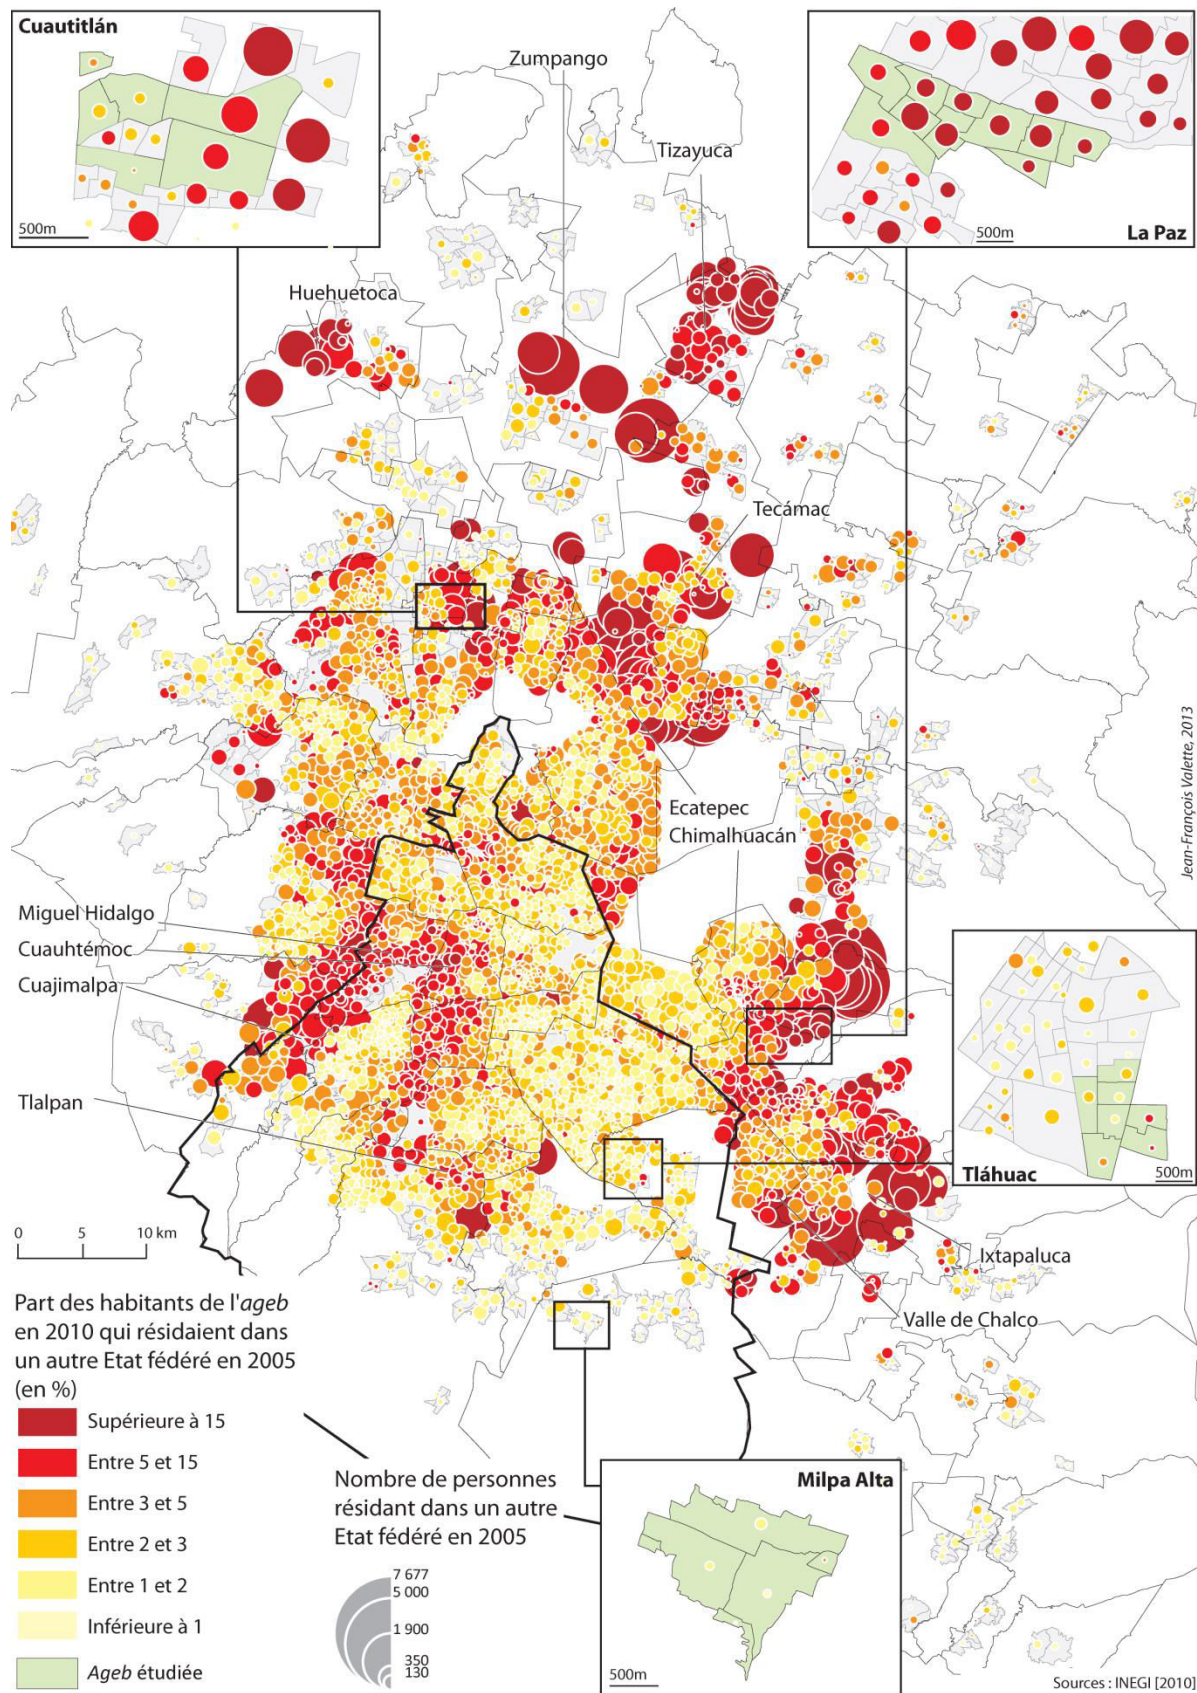 Cuautitlán
500m
La Paz
500m
Zumpango
Tizayuca
Huehuetoca
Tecámac
Jean-François Valette, 2013
Ecatepec
Chimalhuacán
Miguel Hidalgo
Cuauhtémoc
Cuajimalpa
Tlalpan
Tláhuac
500m
0 5 10 km
Ixtapaluca
Valle de Chalco
Part des habitants de l'ageb
en 2010 qui résidaient dans
un autre Etat fédéré en 2005
(en %)
Supérieure à 15
Entre 5 et 15
Entre 3 et 5
Entre 2 et 3
Entre 1 et 2
Inférieure à 1
Ageb étudiée
Nombre de personnes
résidant dans un autre
Etat fédéré en 2005
7 677
5 000
1 900
350
130
Milpa Alta
500m
Sources : INEGI [2010]